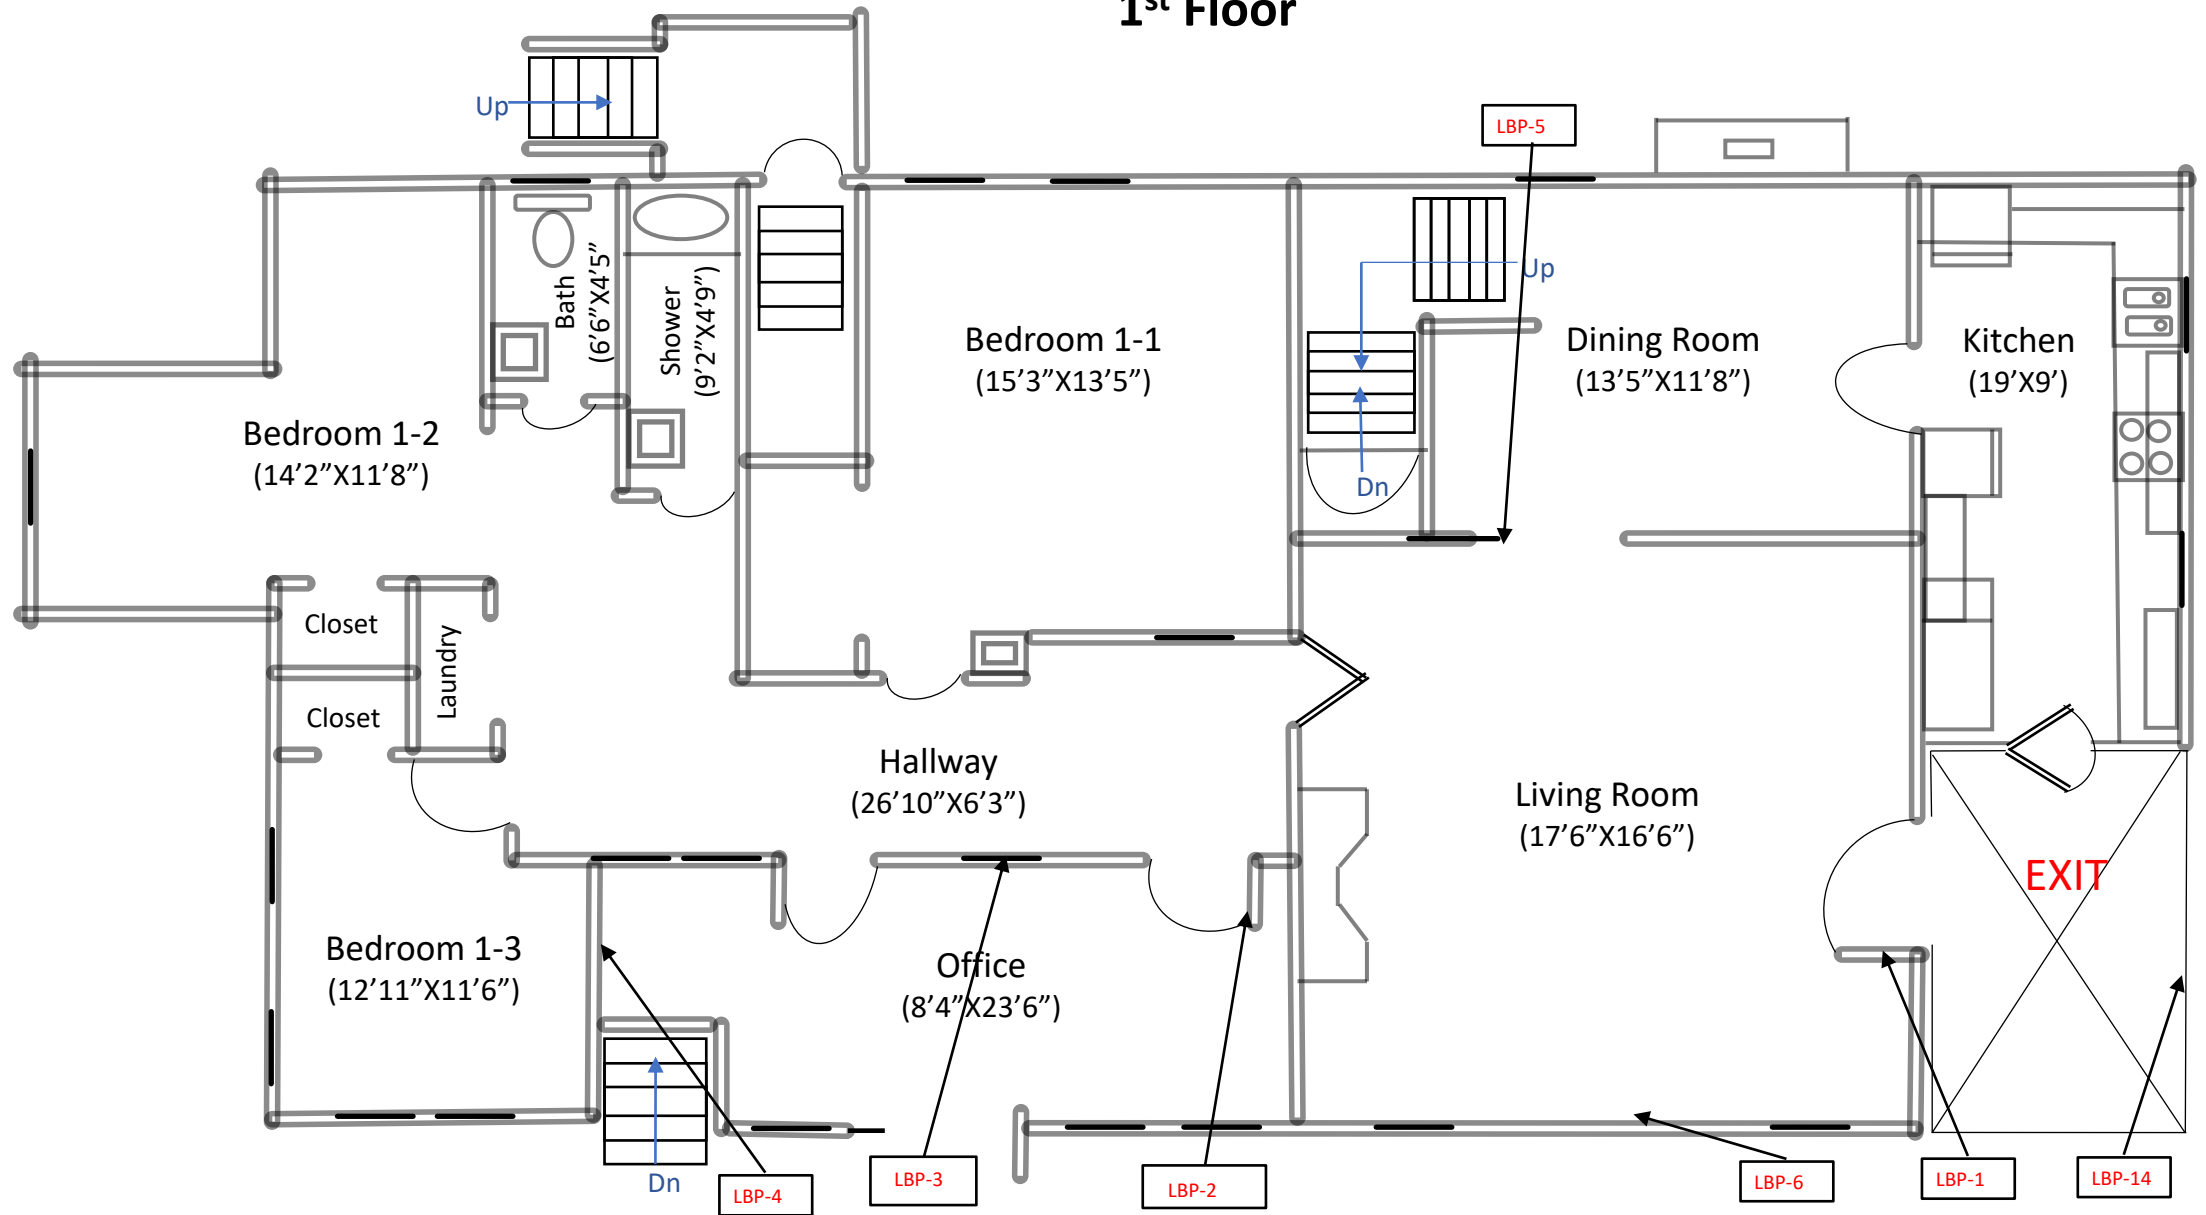 1st Floor
Up
LBP-5
Bath
(6’6”X4’5”
Shower
(9’2”X4’9”)
Up
Bedroom 1-1
(15’3”X13’5”)
Dining Room
(13’5”X11’8”)
Kitchen
(19’X9’)
Bedroom 1-2
(14’2”X11’8”)
Dn
Closet
Laundry
Closet
Hallway
(26’10”X6’3”)
Living Room
(17’6”X16’6”)
EXIT
Bedroom 1-3
(12’11”X11’6”)
Office
(8’4”X23’6”)
Dn
LBP-4
LBP-3
LBP-2
LBP-6
LBP-1
LBP-14